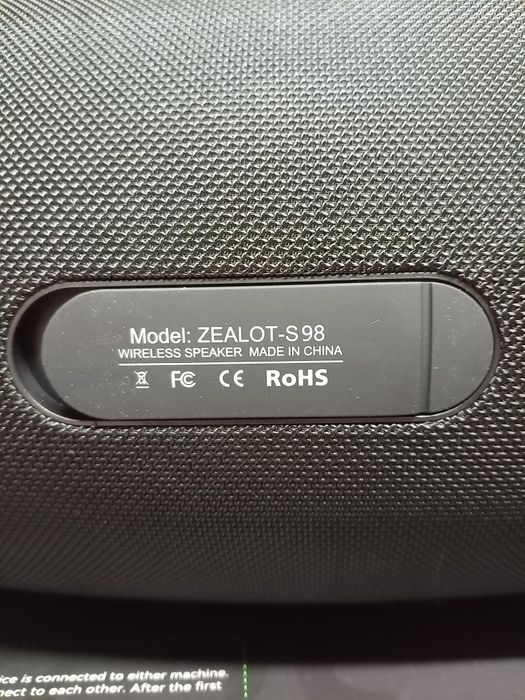 Model: ZEALOT-S98
WIRELESS SPEAKER MADE IN CHINA
FC CE RoHS
ice is connected to either machine.
nect to each other. After the first